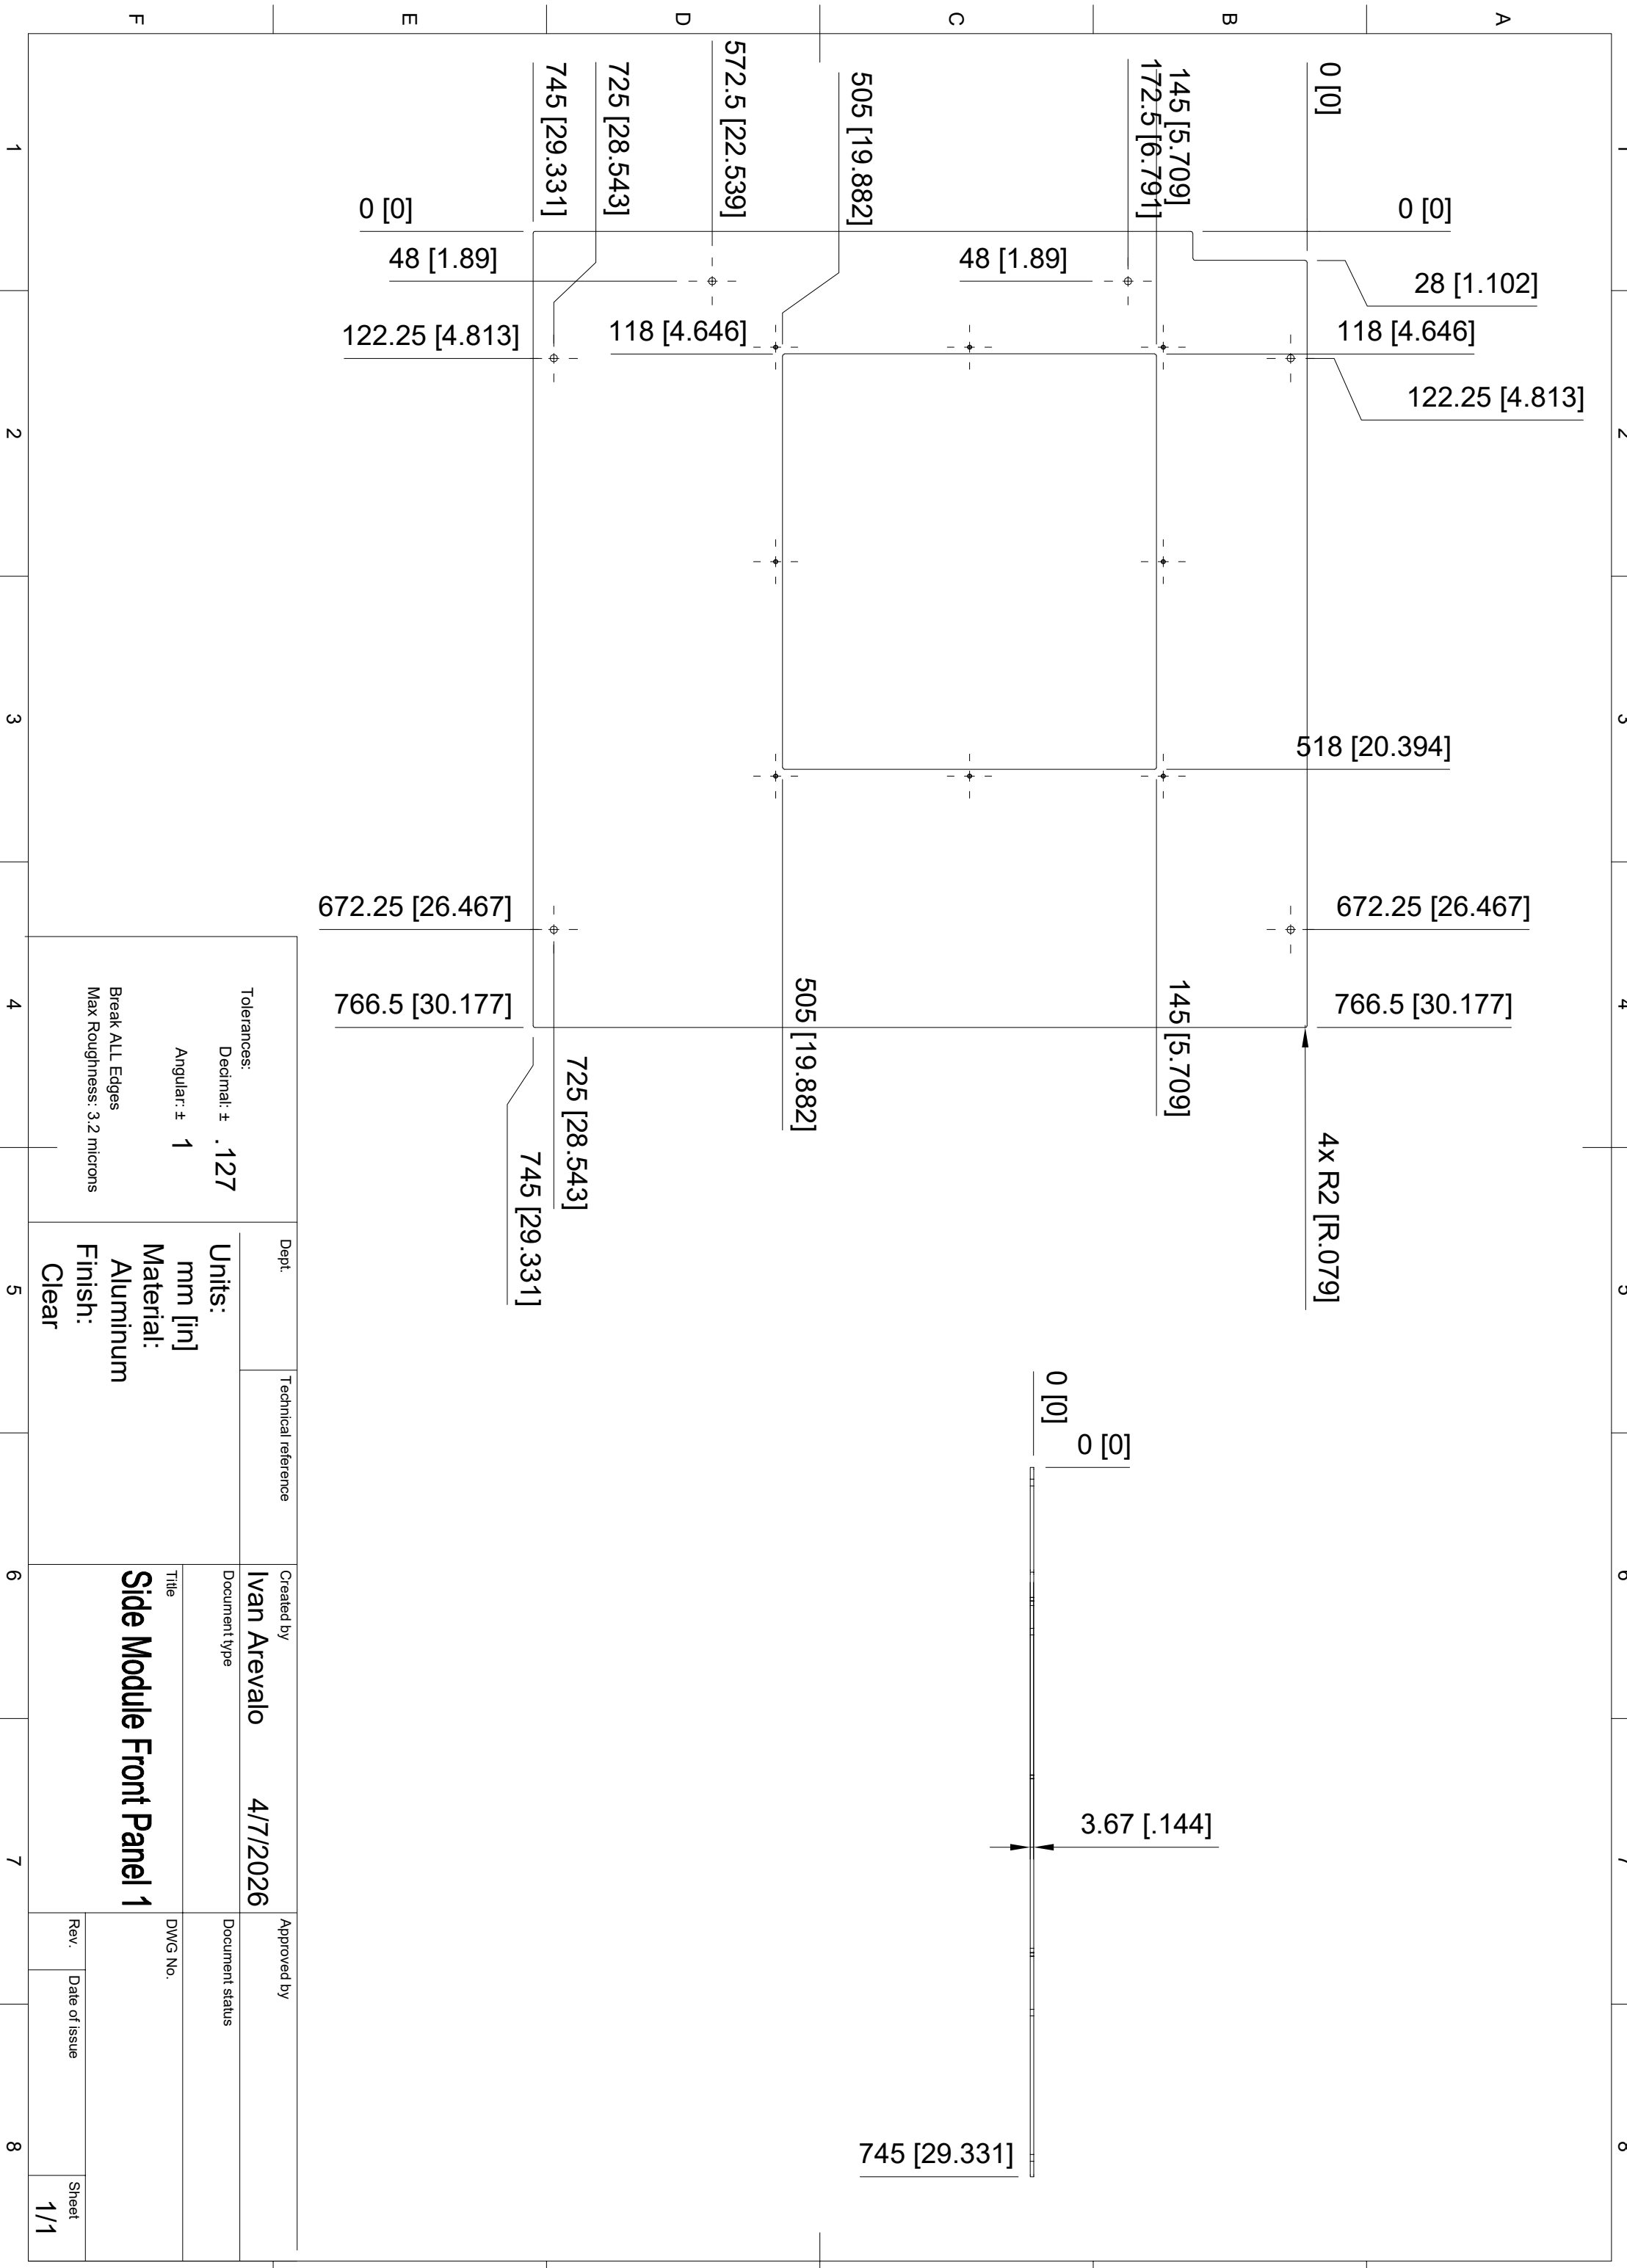 F
E
D
C
B
A
1
2
3
4
5
6
7
8
1
2
3
4
5
6
7
8
745 [29.331]
725 [28.543]
572.5 [22.539]
505 [19.882]
172.5 [6.791]
145 [5.709]
0 [0]
0 [0]
0 [0]
48 [1.89]
48 [1.89]
28 [1.102]
122.25 [4.813]
118 [4.646]
118 [4.646]
122.25 [4.813]
518 [20.394]
672.25 [26.467]
672.25 [26.467]
766.5 [30.177]
766.5 [30.177]
505 [19.882]
145 [5.709]
725 [28.543]
745 [29.331]
4x R2 [R.079]
0 [0]
0 [0]
3.67 [.144]
745 [29.331]
Tolerances:
Decimal: ± .127
Angular: ± 1
Break ALL Edges
Max Roughness: 3.2 microns
Dept.
Technical reference
Units:
mm [in]
Material:
Aluminum
Finish:
Clear
Created by
Ivan Arevalo 4/7/2026
Approved by
Document type
Document status
Title
Side Module Front Panel 1
DWG No.
Rev.
Date of issue
Sheet
1/1